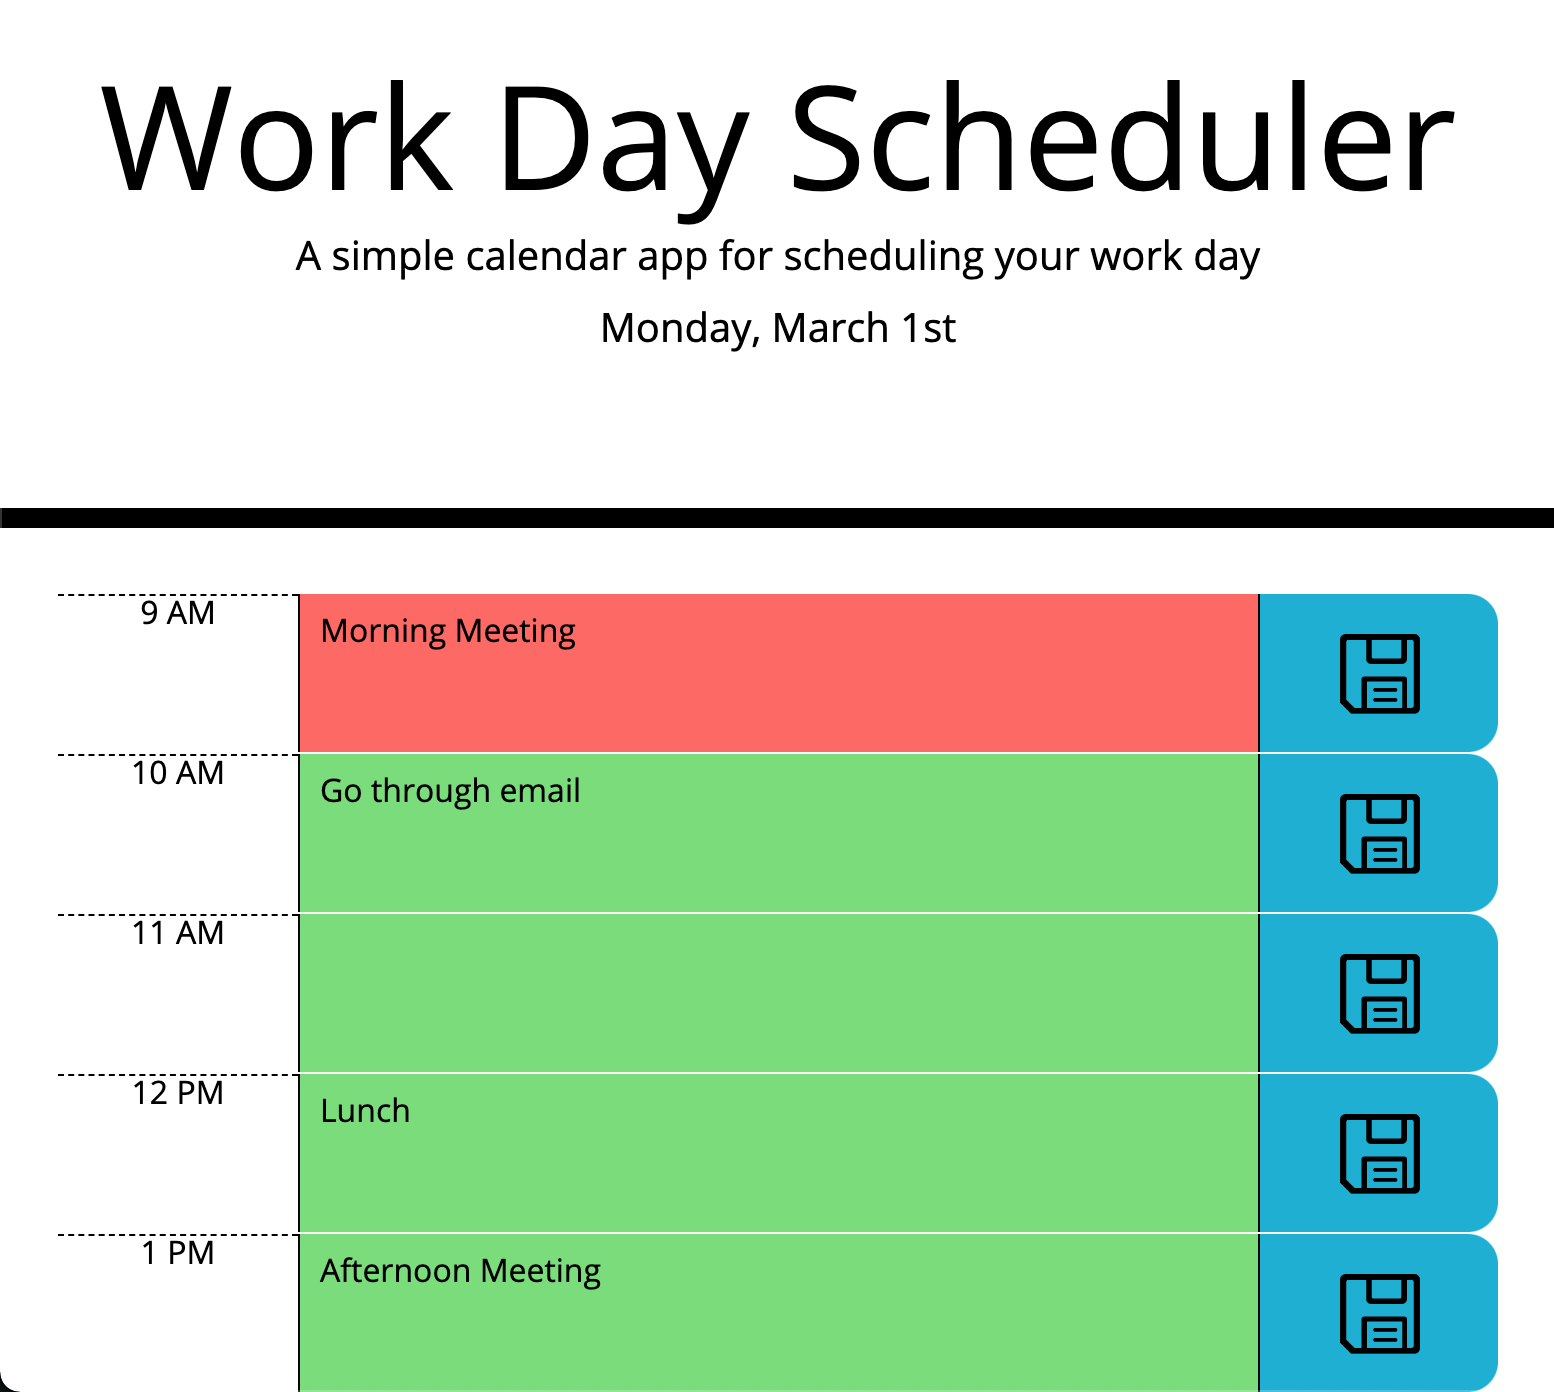 Work Day Scheduler
A simple calendar app for scheduling your work day
Monday, March 1st
9 AM
Morning Meeting
10 AM
Go through email
11 AM
12 PM
Lunch
1 PM
Afternoon Meeting